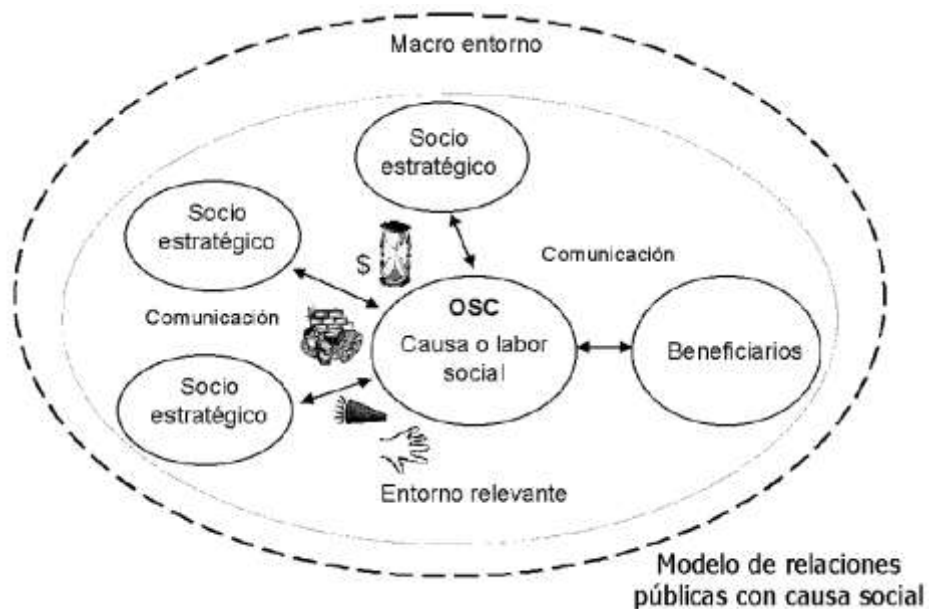 Macro entorno
Socio
estratégico
Socio
estratégico
$
Comunicación
Comunicación
OSC
Causa o labor
social
Beneficiarios
Socio
estratégico
Entorno relevante
Modelo de relaciones
públicas con causa social